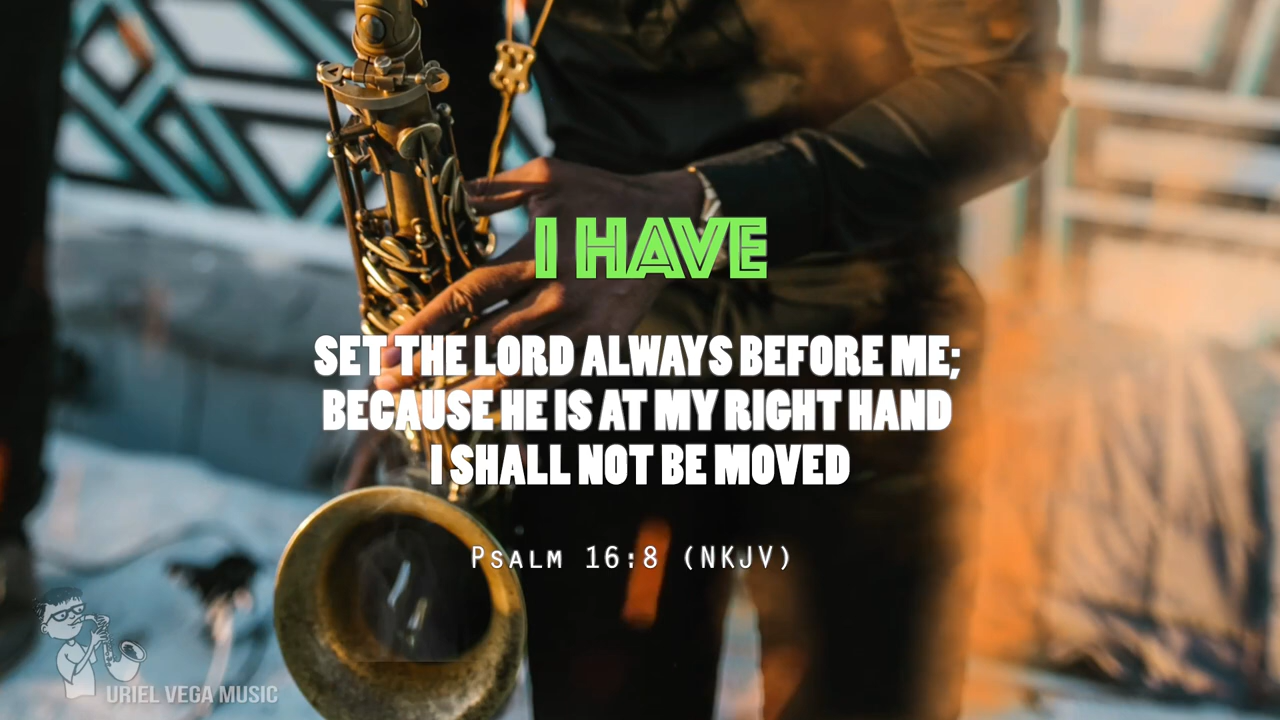 I HAVE
SET THE LORD ALWAYS BEFORE ME;
BECAUSE HE IS AT MY RIGHT HAND
I SHALL NOT BE MOVED
PSALM 16:8 (NKJV)
URIEL VEGA MUSIC